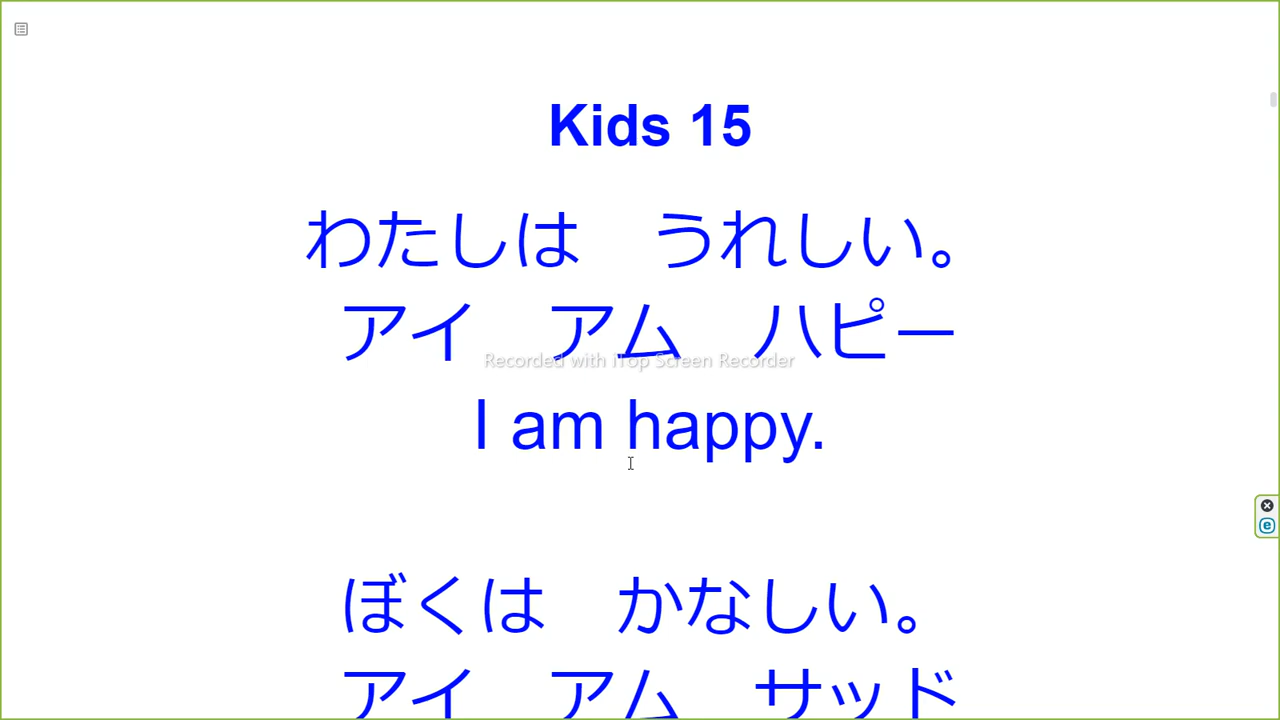 Kids 15
わたしは　うれしい。
アイ　アム　ハピー
Recorded with iTop Screen Recorder
I am happy.
ぼくは　かなしい。
アイ　アム　サッド